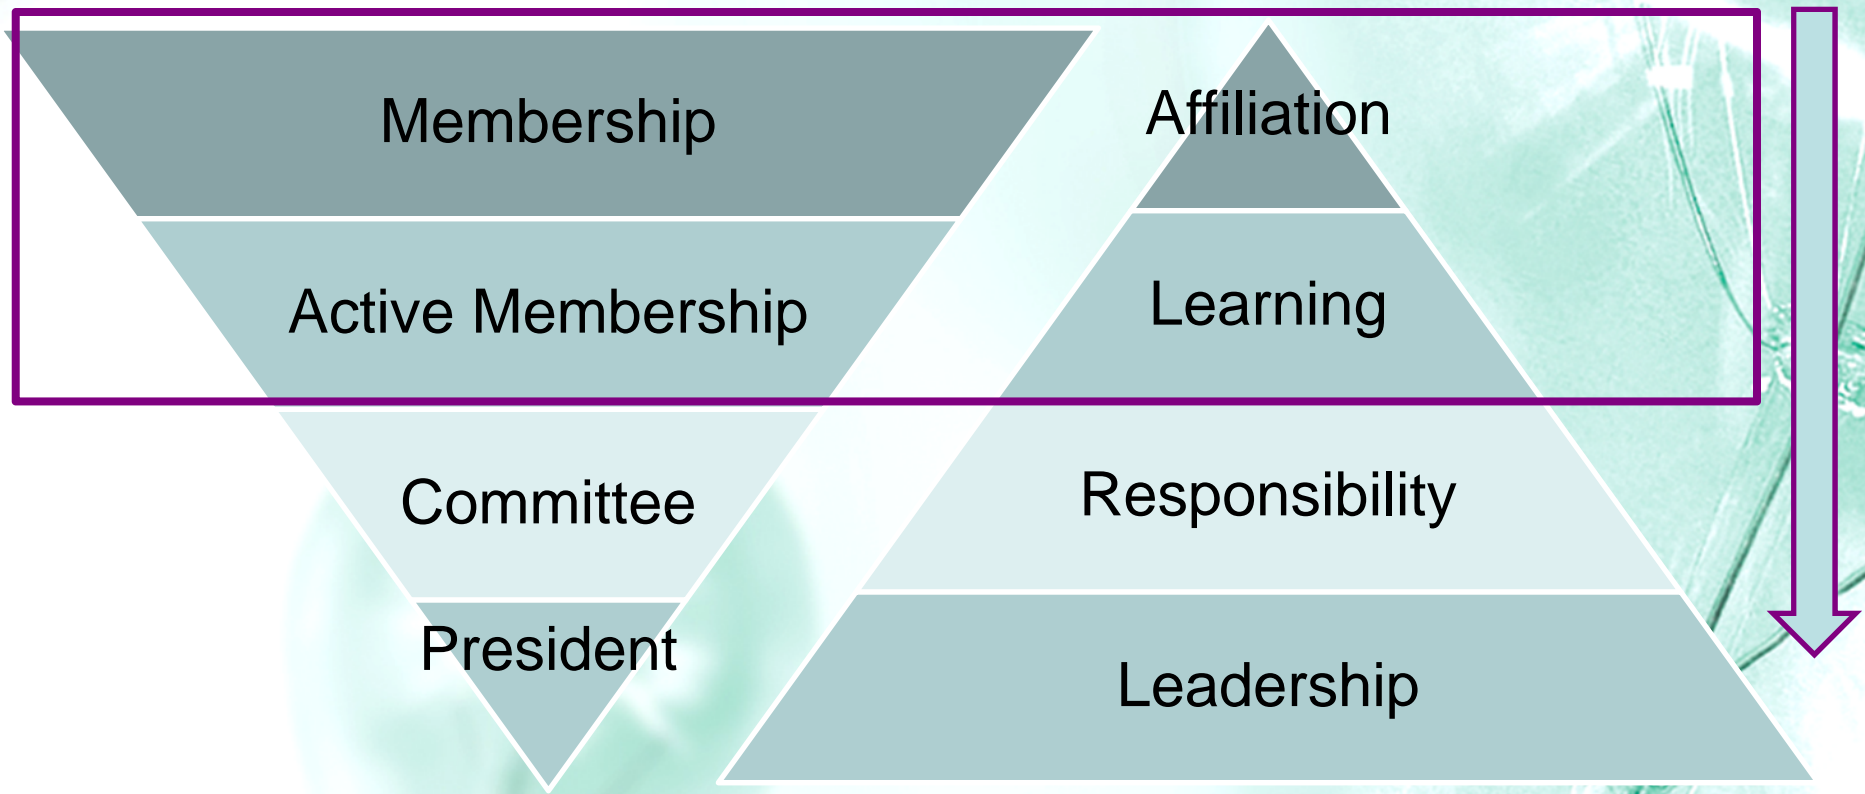 Membership
Affiliation
Active Membership
Learning
Committee
Responsibility
President
Leadership